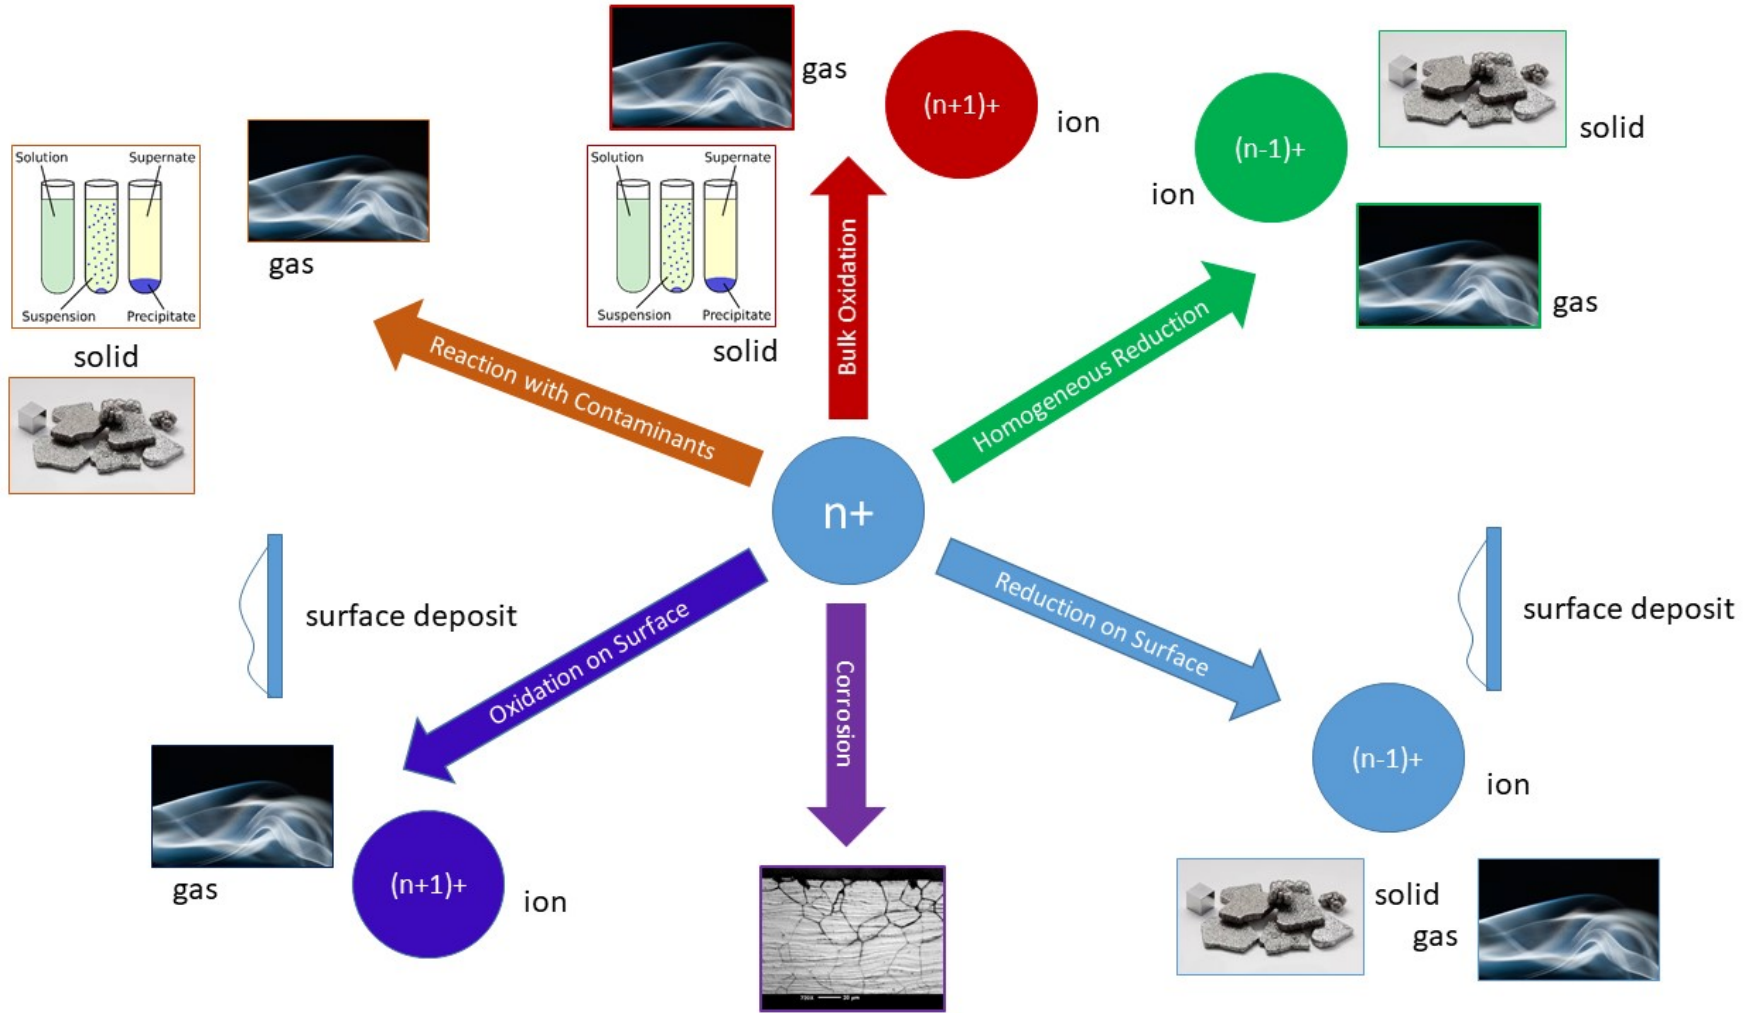 gas
(n+1)+
ion
Solution Supernate
Suspension Precipitate
solid
gas
Solution Supernate
Suspension Precipitate
solid
(n-1)+
ion
solid
gas
Reaction with Contaminants
Bulk Oxidation
Homogeneous Reduction
n+
Oxidation on Surface
Corrosion
Reduction on Surface
surface deposit
gas
(n+1)+
ion
surface deposit
(n-1)+
ion
solid
gas
20 µm